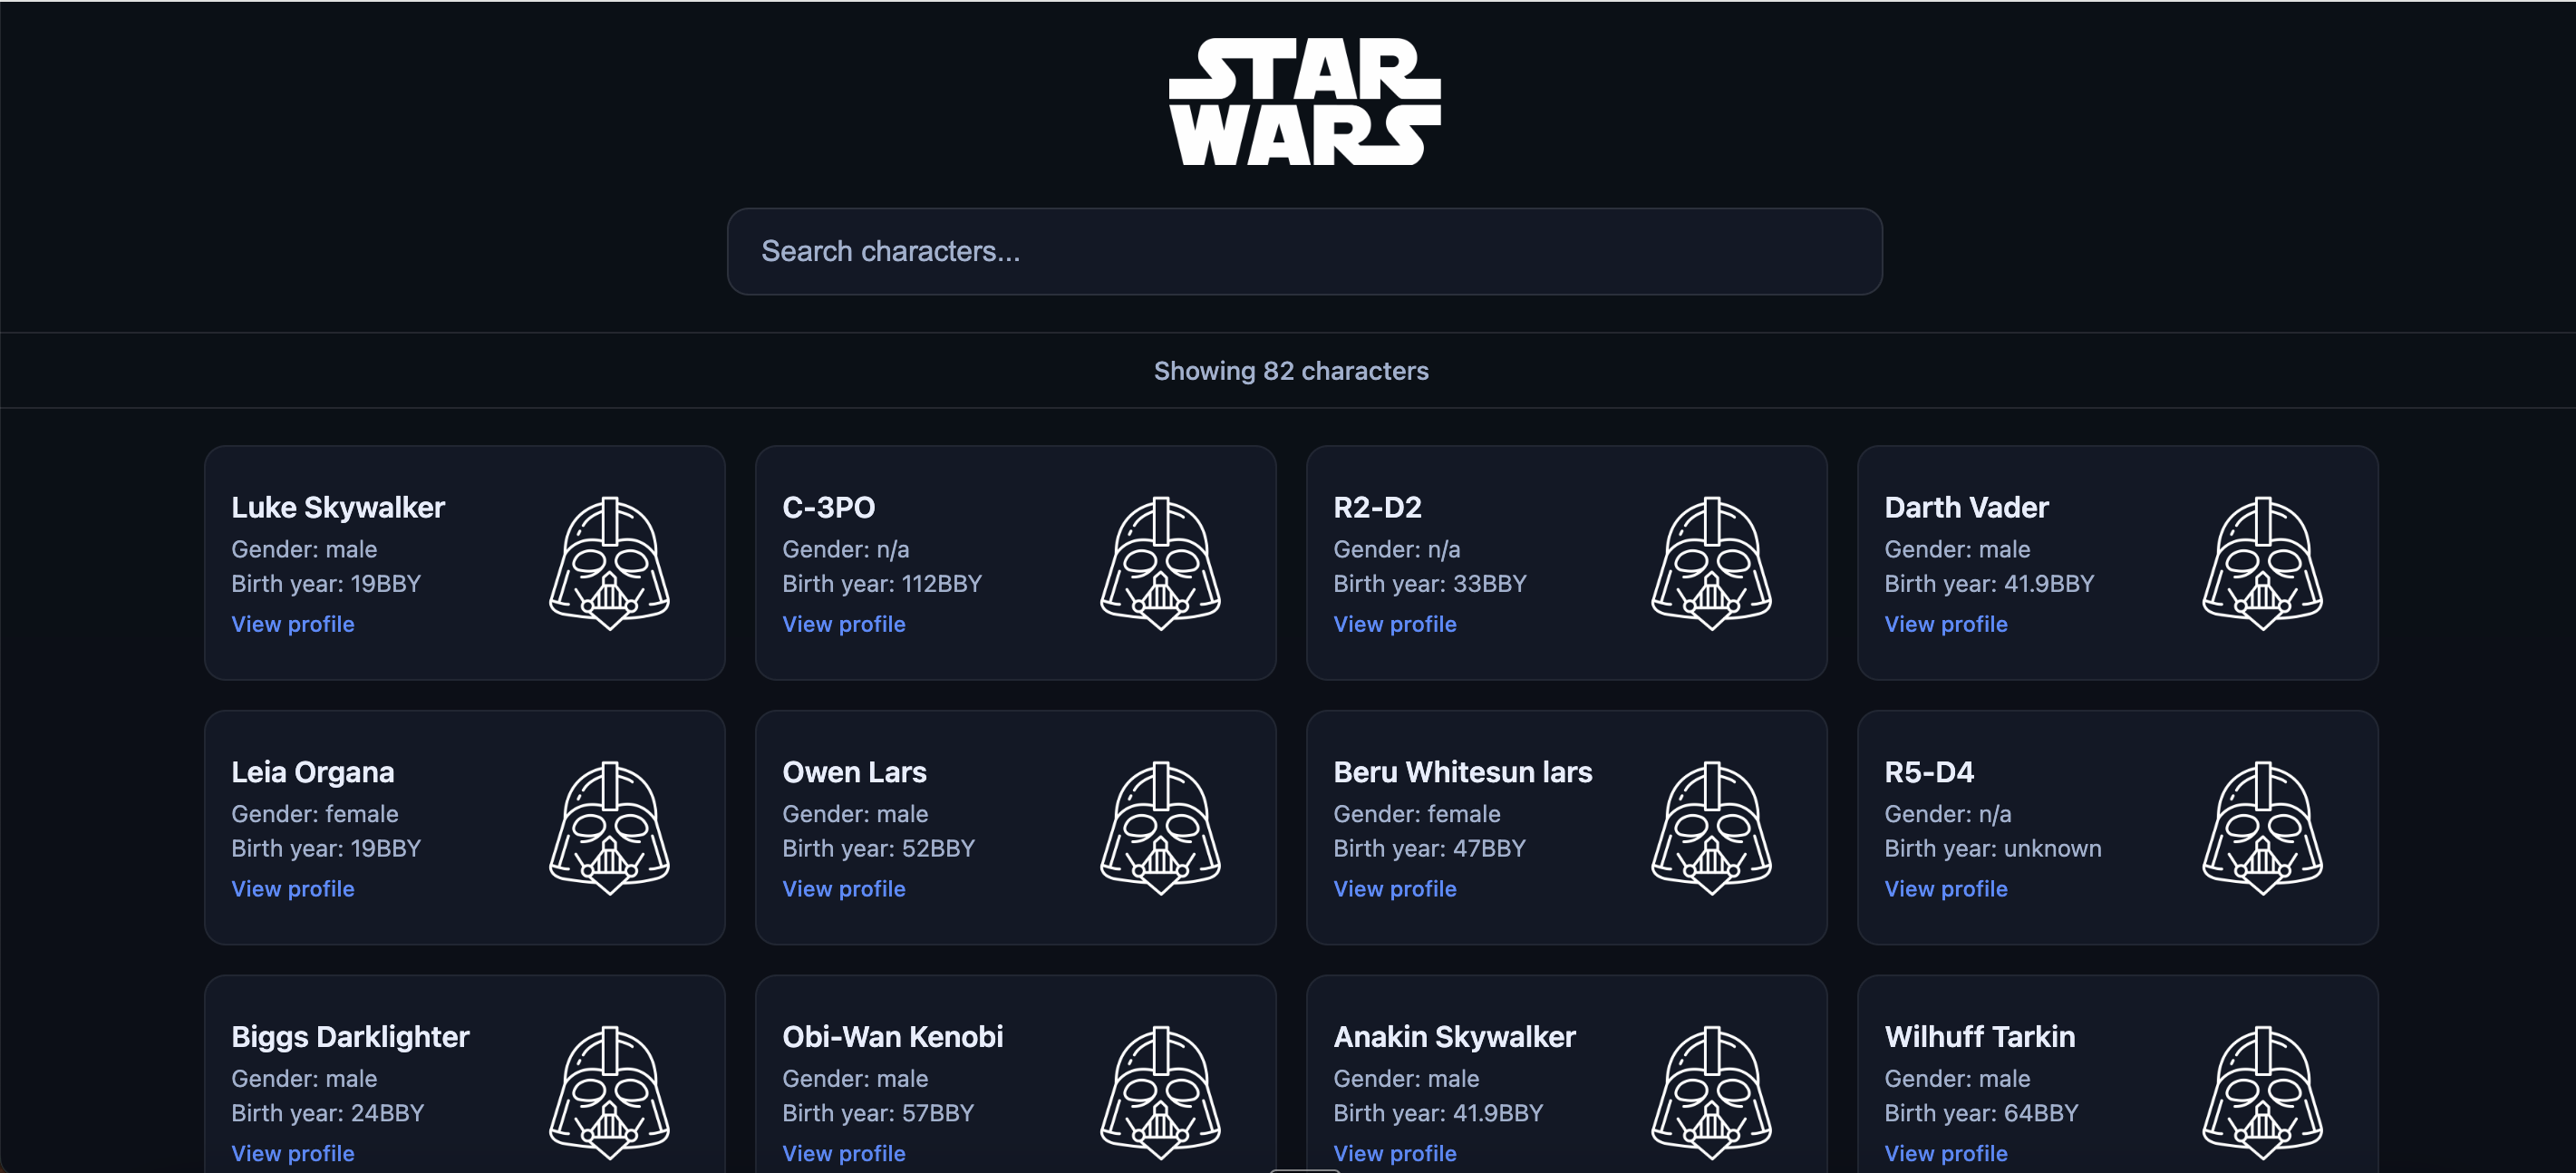 STAR
WARS
Search characters...
Showing 82 characters
Luke Skywalker
Gender: male
Birth year: 19BBY
View profile
C-3PO
Gender: n/a
Birth year: 112BBY
View profile
R2-D2
Gender: n/a
Birth year: 33BBY
View profile
Darth Vader
Gender: male
Birth year: 41.9BBY
View profile
Leia Organa
Gender: female
Birth year: 19BBY
View profile
Owen Lars
Gender: male
Birth year: 52BBY
View profile
Beru Whitesun lars
Gender: female
Birth year: 47BBY
View profile
R5-D4
Gender: n/a
Birth year: unknown
View profile
Biggs Darklighter
Gender: male
Birth year: 24BBY
View profile
Obi-Wan Kenobi
Gender: male
Birth year: 57BBY
View profile
Anakin Skywalker
Gender: male
Birth year: 41.9BBY
View profile
Wilhuff Tarkin
Gender: male
Birth year: 64BBY
View profile